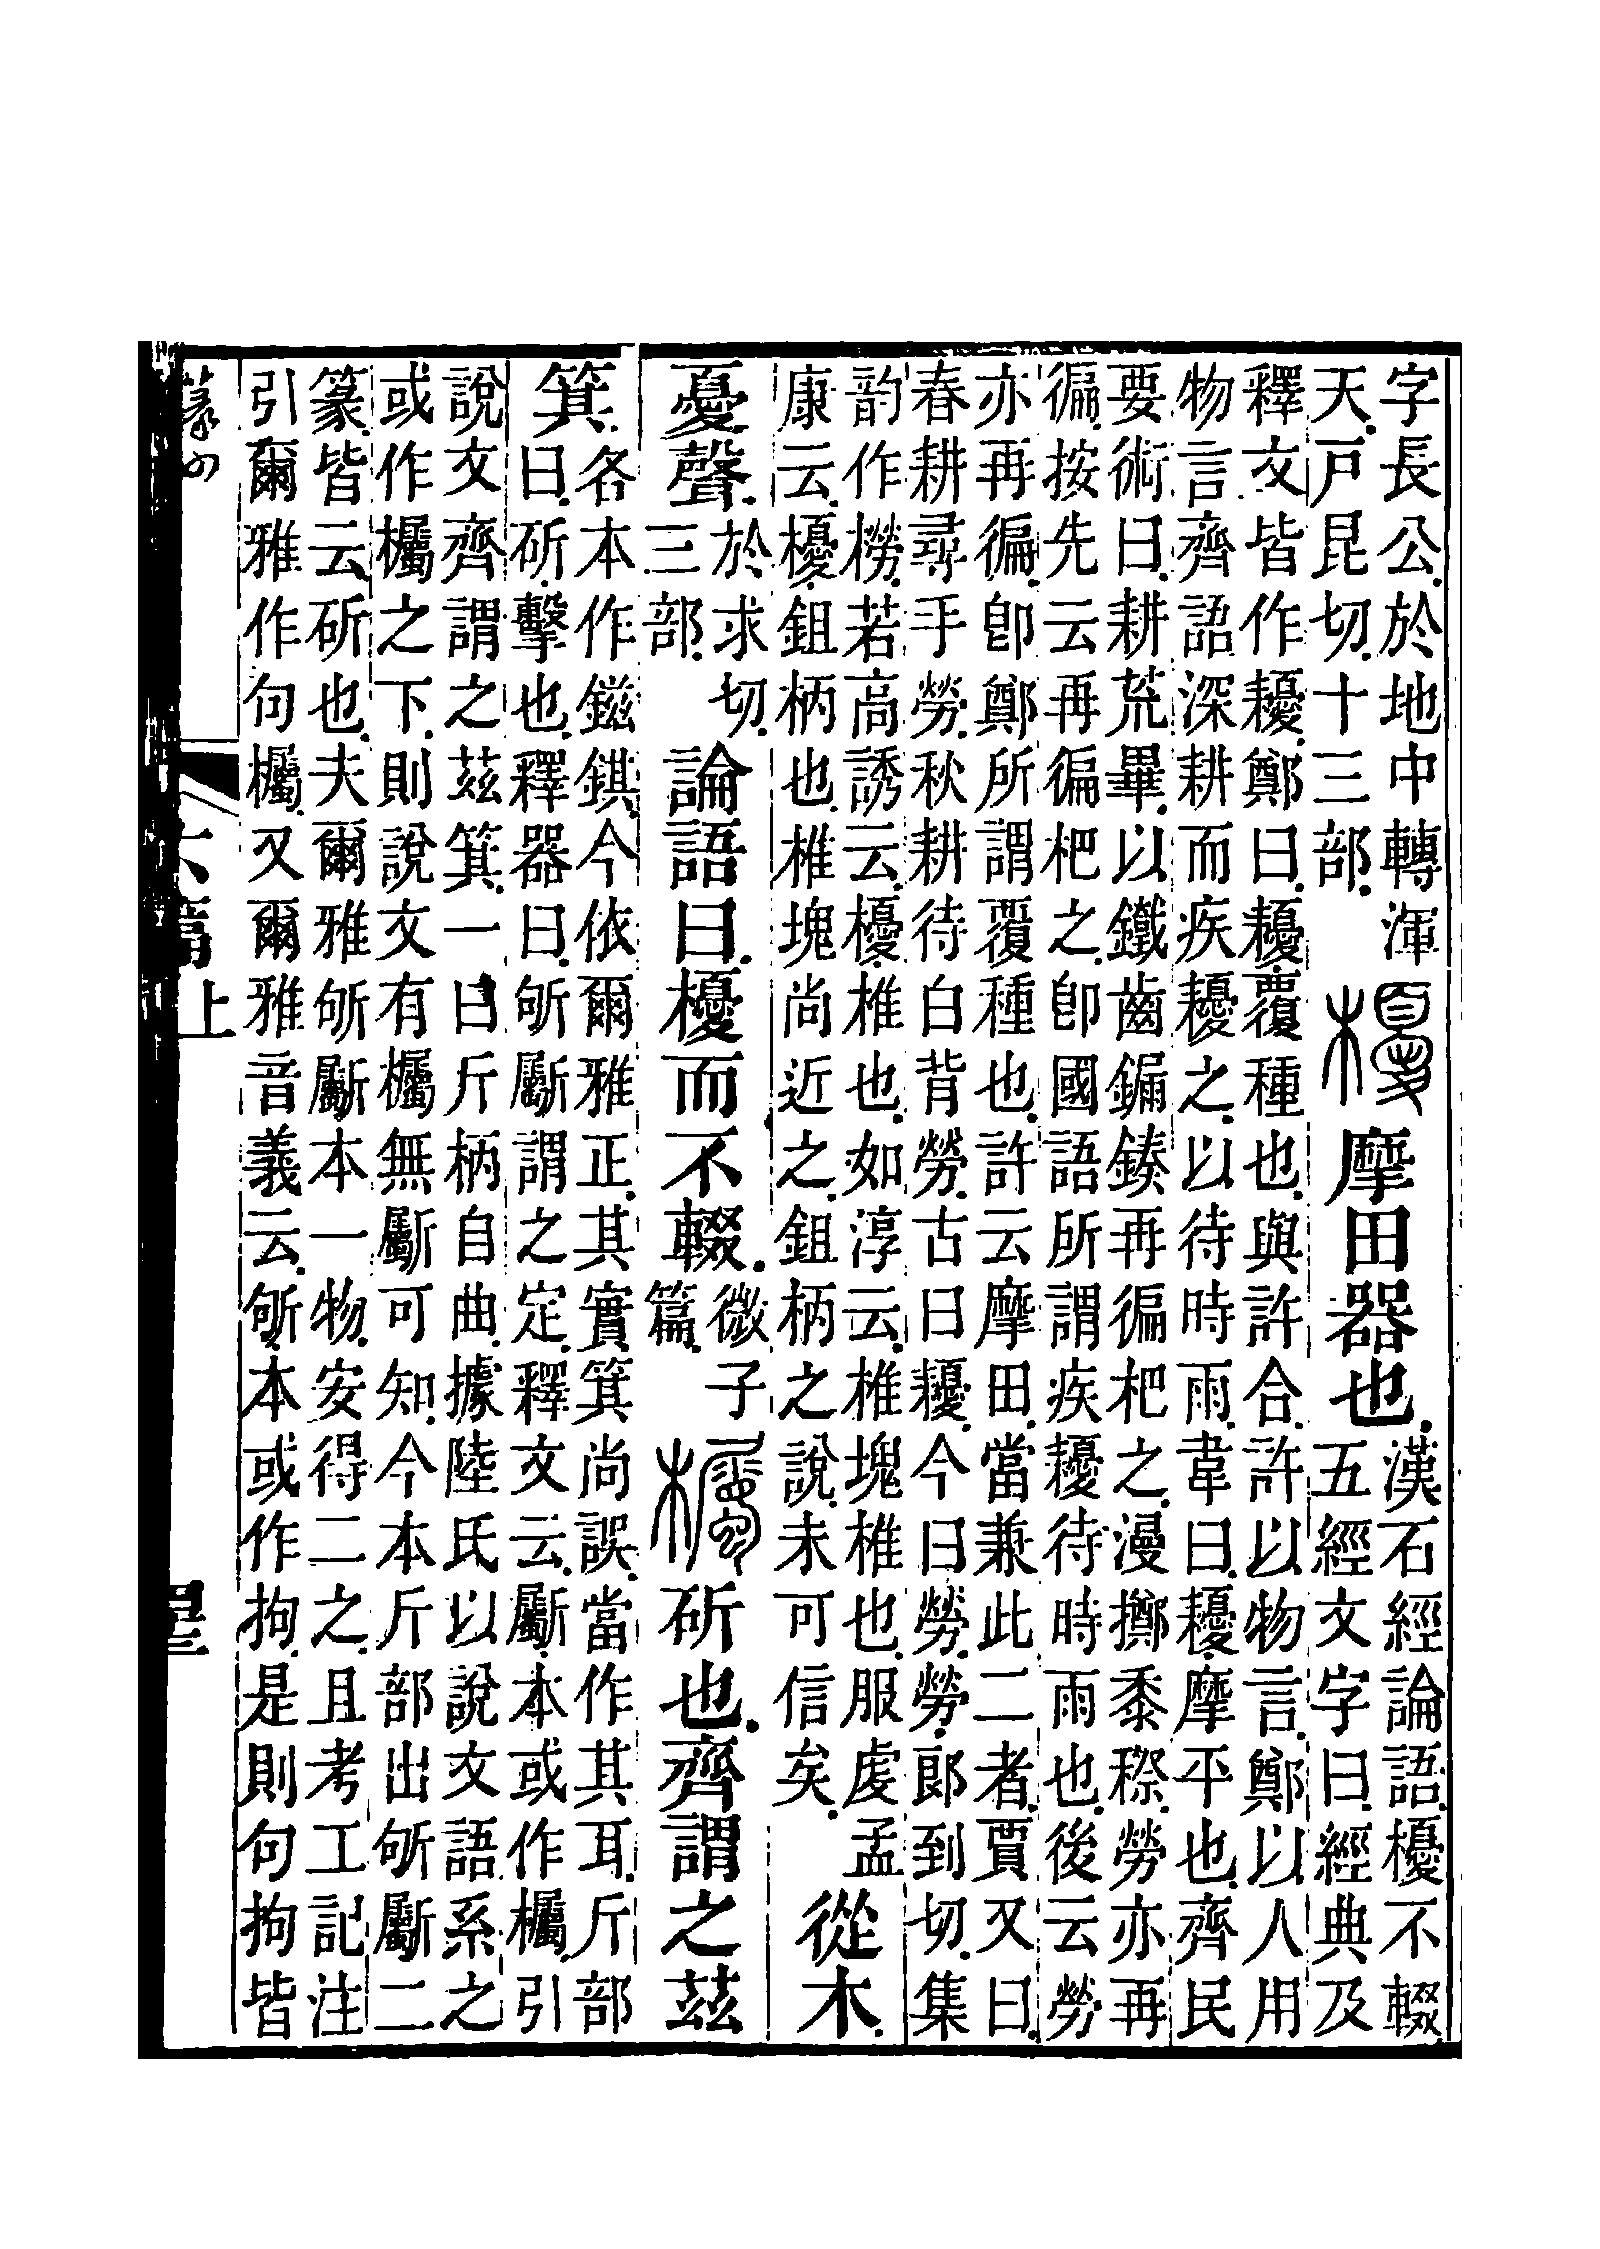 字長公於地中轉渾
天戸昆切十三部
櫌摩田器也
漢石經論語櫌不輟
五經文字曰經典及
釋文皆作耰鄭曰耰覆種也與許合許以物言鄭以人用
物言齊語深耕而疾耰之以待時雨韋曰耰摩平也齊民
要術曰耕荒畢以鐵齒再徧杷之漫擲黍穄勞亦再
徧按先云再徧杷之卽國語所謂疾耰待時雨也後云勞
亦再徧卽鄭所謂覆種也許云摩田當兼此二者賈又曰
春耕尋手勞秋耕待白背勞古曰耰今曰勞勞郎到切集
韵作橯若高誘云櫌椎也如淳云椎塊椎也服虔孟
康云櫌鉏柄也椎塊尚近之鉏柄之說未可信矣
從木
憂聲
於求切
三部
論語曰櫌而不輟
微子
篇
欘斫也齊謂之茲
箕
各本作鎡錤今依爾雅正其實箕尚誤當作其耳斤部
曰斫擊也釋器曰斪斸謂之定釋文云斸本或作欘引
說文齊謂之茲箕一曰斤柄自曲據陸氏以說文語系之
或作欘之下則說文有欘無斸可知今本斤部出斪斸二
篆皆云斫也夫爾雅斪斸本一物安得二之且考工記注
引爾雅作句欘又爾雅音義云斪本或作拘是則句拘皆
六篇上